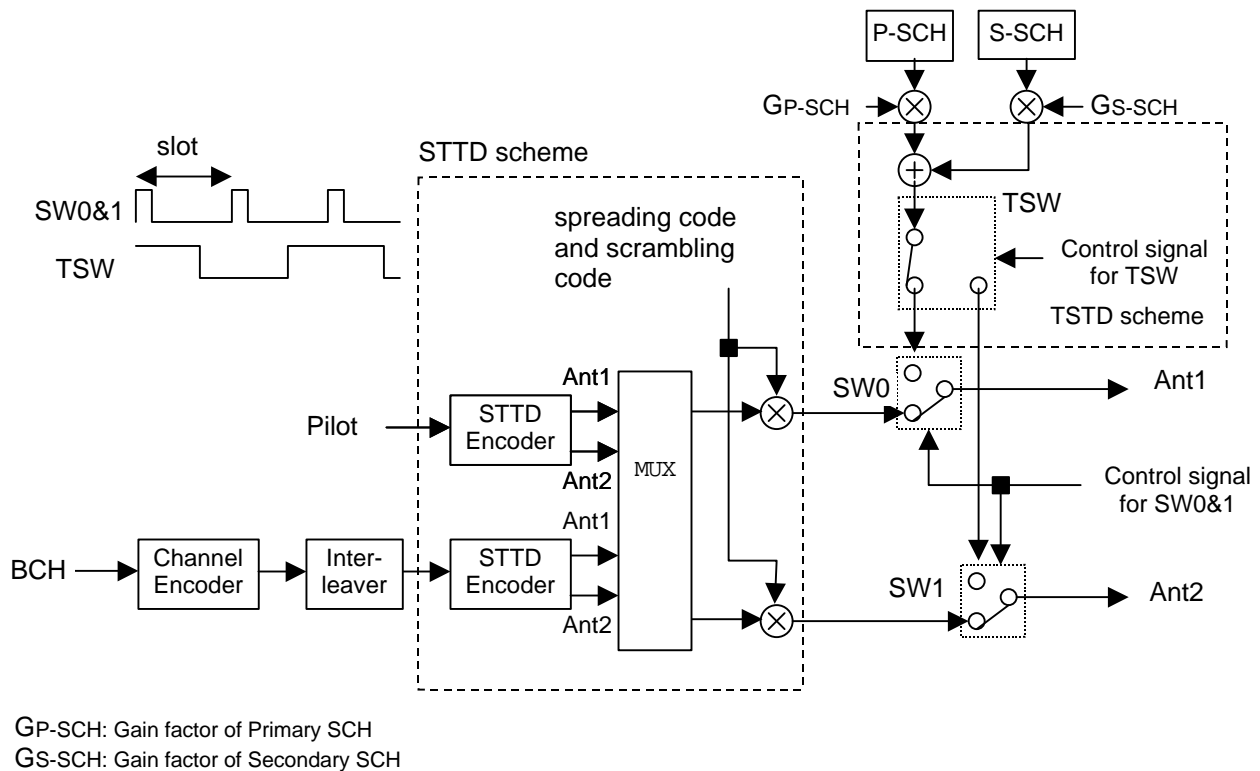 P-SCH
S-SCH
GP-SCH
GS-SCH
slot
STTD scheme
SW0&1
TSW
spreading code
and scrambling
code
TSW
Control signal
for TSW
TSTD scheme
Ant1
SW0
Ant1
Pilot
STTD
Encoder
MUX
Ant2
Control signal
for SW0&1
Ant1
BCH
Channel
Encoder
Inter-
leaver
STTD
Encoder
SW1
Ant2
Ant2
GP-SCH: Gain factor of Primary SCH
GS-SCH: Gain factor of Secondary SCH